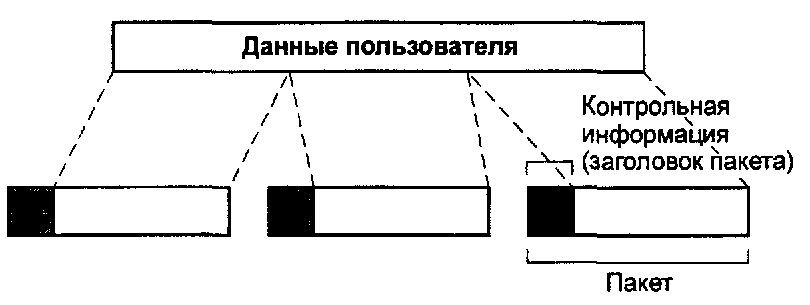 Данные пользователя
Контрольная
информация
(заголовок пакета)
Пакет